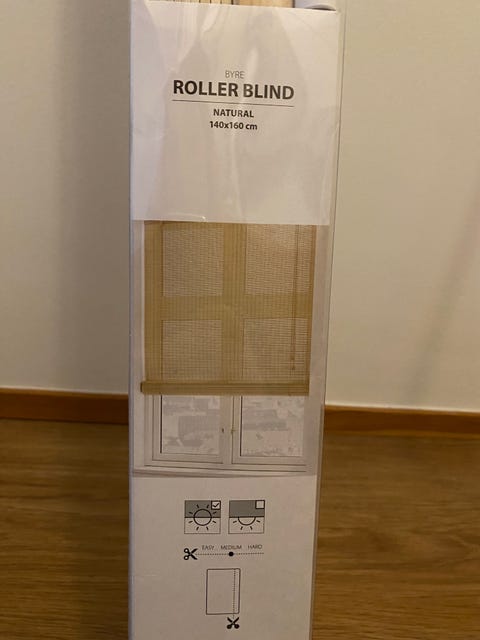 BYRE
ROLLER BLIND
NATURAL
140x160 cm
EASY MEDIUM HARD